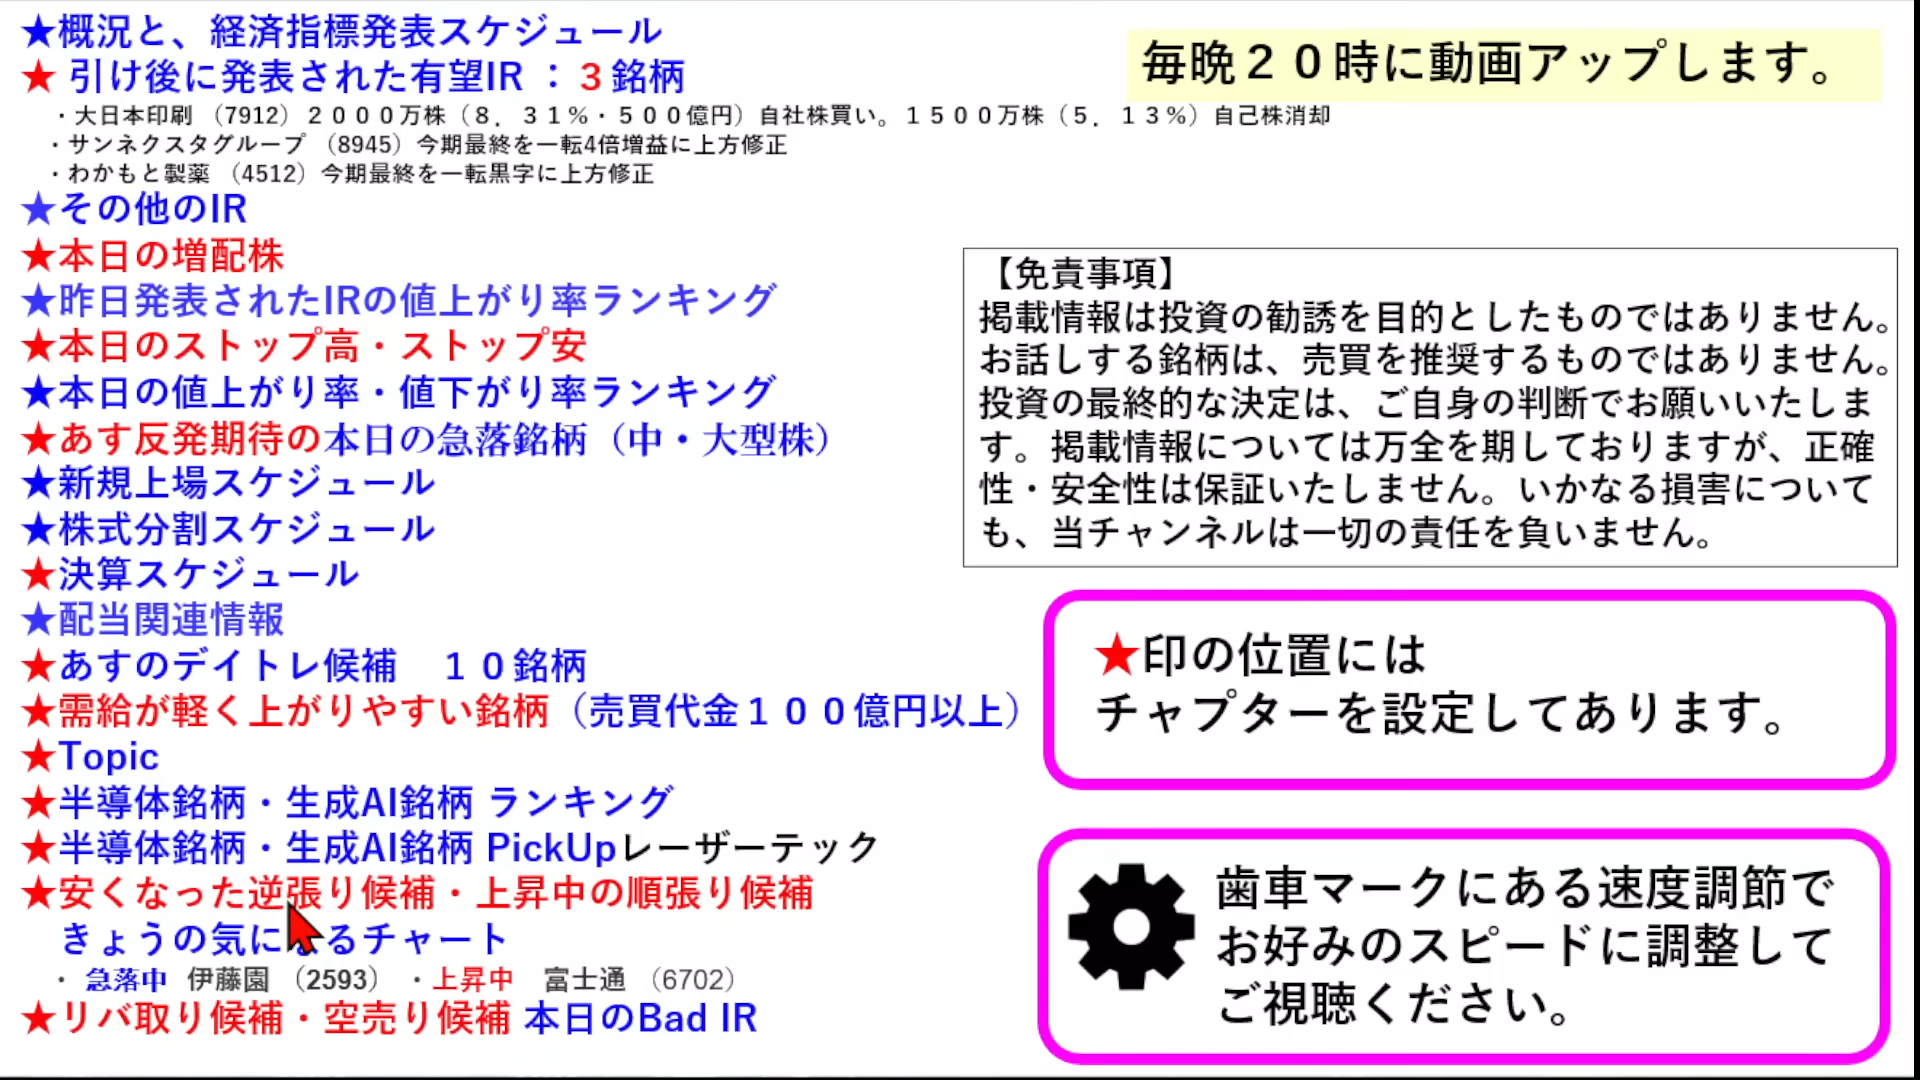 ★概況と、経済指標発表スケジュール
毎晩２０時に動画アップします。
★ 引け後に発表された有望IR ：３銘柄
・大日本印刷 （7912）２０００万株（８．３１%・５００億円）自社株買い。１５００万株（５．１３%）自己株消却
・サンネクスタグループ （8945）今期最終を一転4倍増益に上方修正
・わかもと製薬 （4512）今期最終を一転黒字に上方修正
★その他のIR
★本日の増配株
★昨日発表されたIRの値上がり率ランキング
★本日のストップ高・ストップ安
★本日の値上がり率・値下がり率ランキング
★あす反発期待の本日の急落銘柄（中・大型株）
★新規上場スケジュール
★株式分割スケジュール
★決算スケジュール
★配当関連情報
★あすのデイトレ候補　１０銘柄
★需給が軽く上がりやすい銘柄（売買代金１００億円以上）
★Topic
★半導体銘柄・生成AI銘柄 ランキング
★半導体銘柄・生成AI銘柄 PickUpレーザーテック
★安くなった逆張り候補・上昇中の順張り候補
きょうの気になるチャート
・ 急落中 伊藤園 （2593） ・上昇中　富士通 （6702）
★リバ取り候補・空売り候補 本日のBad IR
【免責事項】
掲載情報は投資の勧誘を目的としたものではありません。
お話しする銘柄は、売買を推奨するものではありません。
投資の最終的な決定は、ご自身の判断でお願いいたしま
す。掲載情報については万全を期しておりますが、正確
性・安全性は保証いたしません。いかなる損害について
も、当チャンネルは一切の責任を負いません。
★印の位置には
チャプターを設定してあります。
歯車マークにある速度調節で
お好みのスピードに調整して
ご視聴ください。